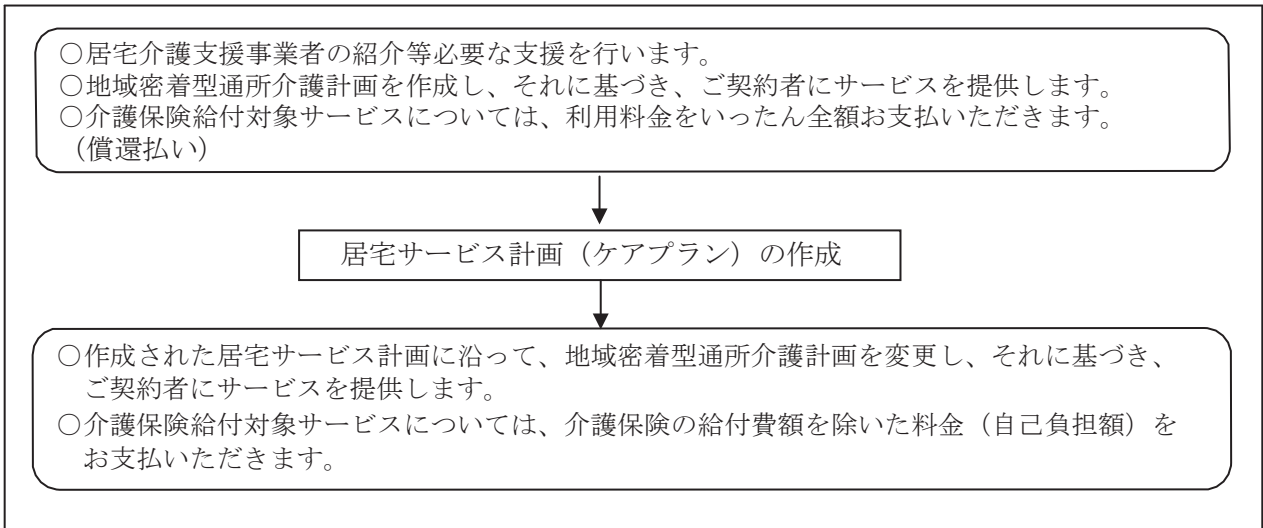 ○居宅介護支援事業者の紹介等必要な支援を行います。
○地域密着型通所介護計画を作成し、それに基づき、ご契約者にサービスを提供します。
○介護保険給付対象サービスについては、利用料金をいったん全額お支払いただきます。
（償還払い）
居宅サービス計画（ケアプラン）の作成
○作成された居宅サービス計画に沿って、地域密着型通所介護計画を変更し、それに基づき、
ご契約者にサービスを提供します。
○介護保険給付対象サービスについては、介護保険の給付費額を除いた料金（自己負担額）を
お支払いただきます。